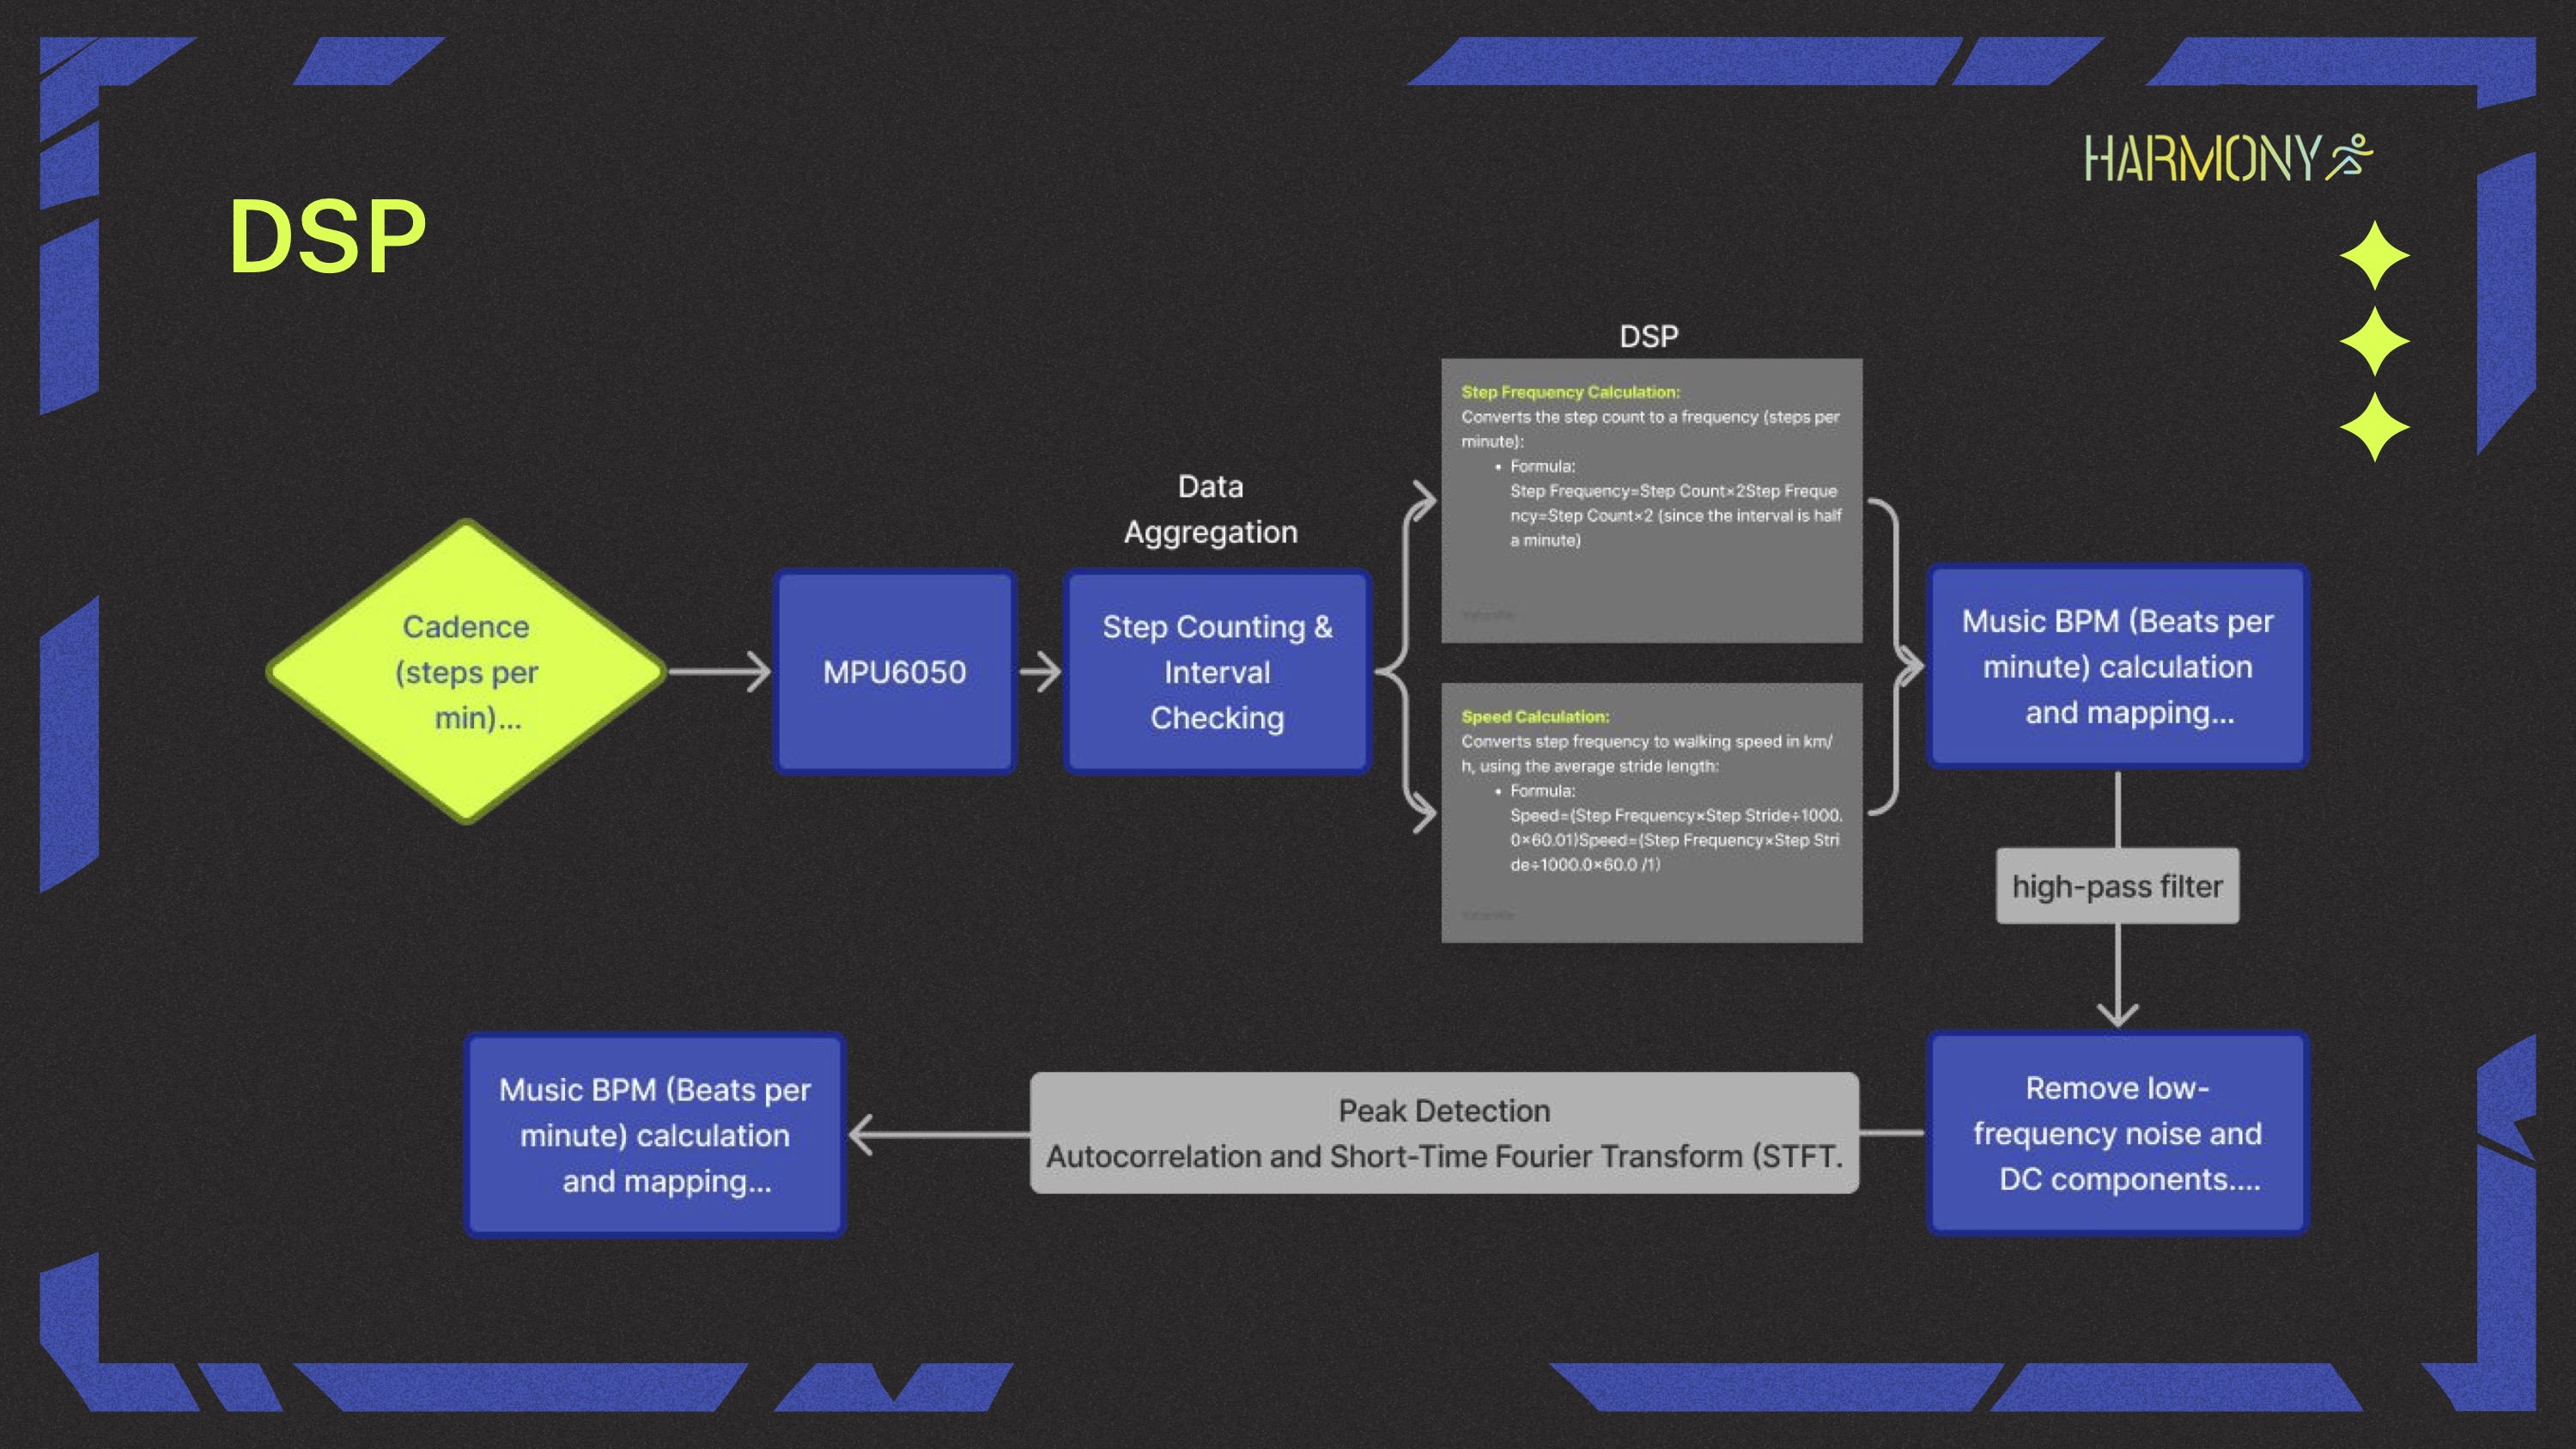 HARMONY
DSP
DSP
Step Frequency Calculation:
Converts the step count to a frequency (steps per
minute):
• Formula:
Step Frequency=Step Count×2Step Freque
ncy=Step Count×2 (since the interval is half
a minute)
Data
Aggregation
Cadence
(steps per
min)...
MPU6050
Step Counting &
Interval
Checking
Speed Calculation:
Converts step frequency to walking speed in km/
h, using the average stride length:
• Formula:
Speed=(Step Frequency×Step Stride÷1000.
0×60.01)Speed=(Step Frequency×Step Stri
de÷1000.0×60.0 /1)
Music BPM (Beats per
minute) calculation
and mapping...
high-pass filter
Remove low-
frequency noise and
DC components....
Peak Detection
Autocorrelation and Short-Time Fourier Transform (STFT.
Music BPM (Beats per
minute) calculation
and mapping...